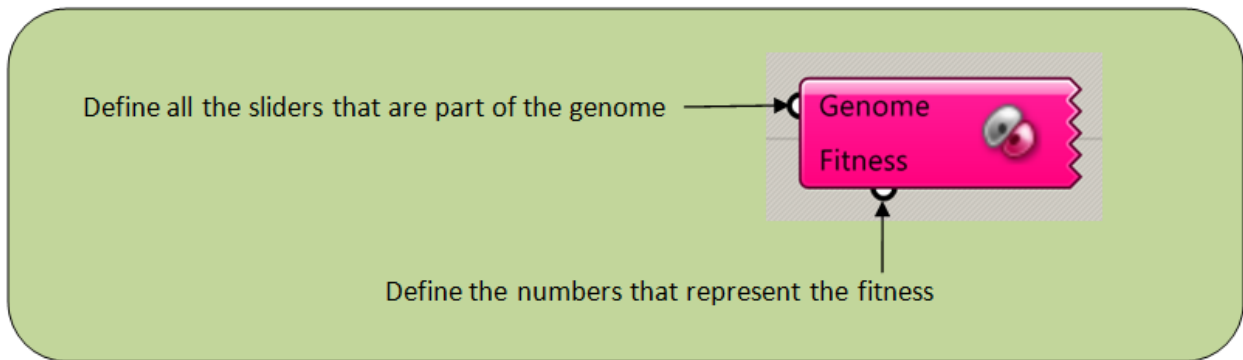 Define all the sliders that are part of the genome
Genome
Fitness
Define the numbers that represent the fitness